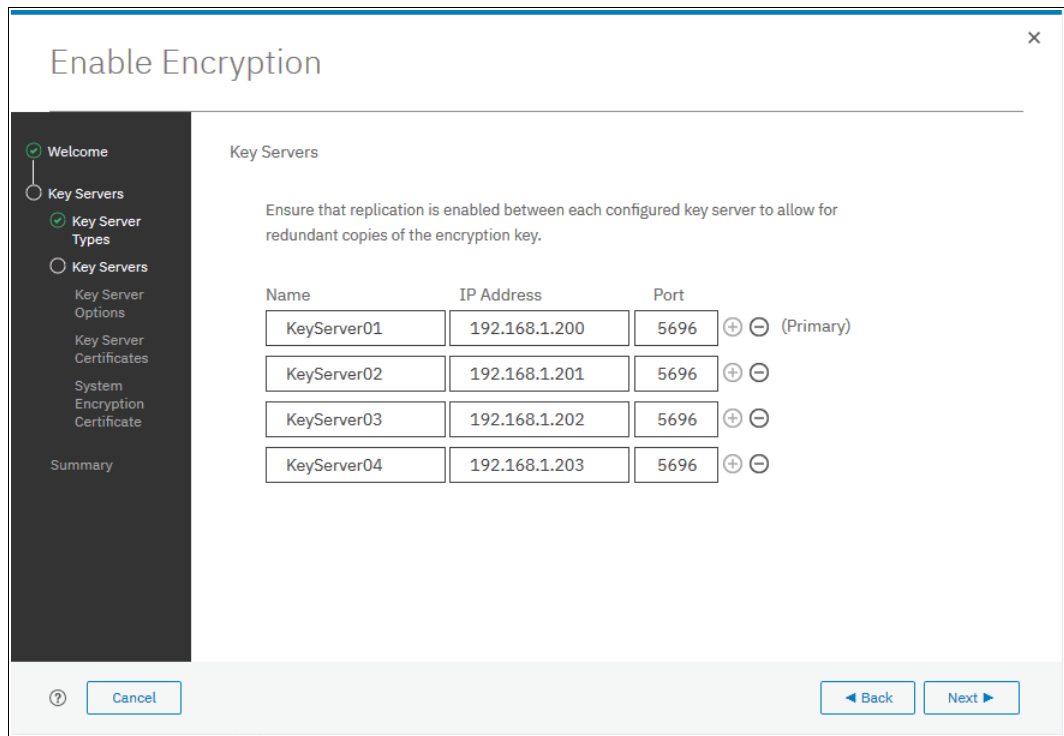 Enable Encryption
Welcome
Key Servers
Key Server
Types
Key Servers
Key Server
Options
Key Server
Certificates
System
Encryption
Certificate
Summary
Key Servers
Ensure that replication is enabled between each configured key server to allow for
redundant copies of the encryption key.
Name IP Address Port
KeyServer01 192.168.1.200 5696 (Primary)
KeyServer02 192.168.1.201 5696
KeyServer03 192.168.1.202 5696
KeyServer04 192.168.1.203 5696
Cancel Back Next